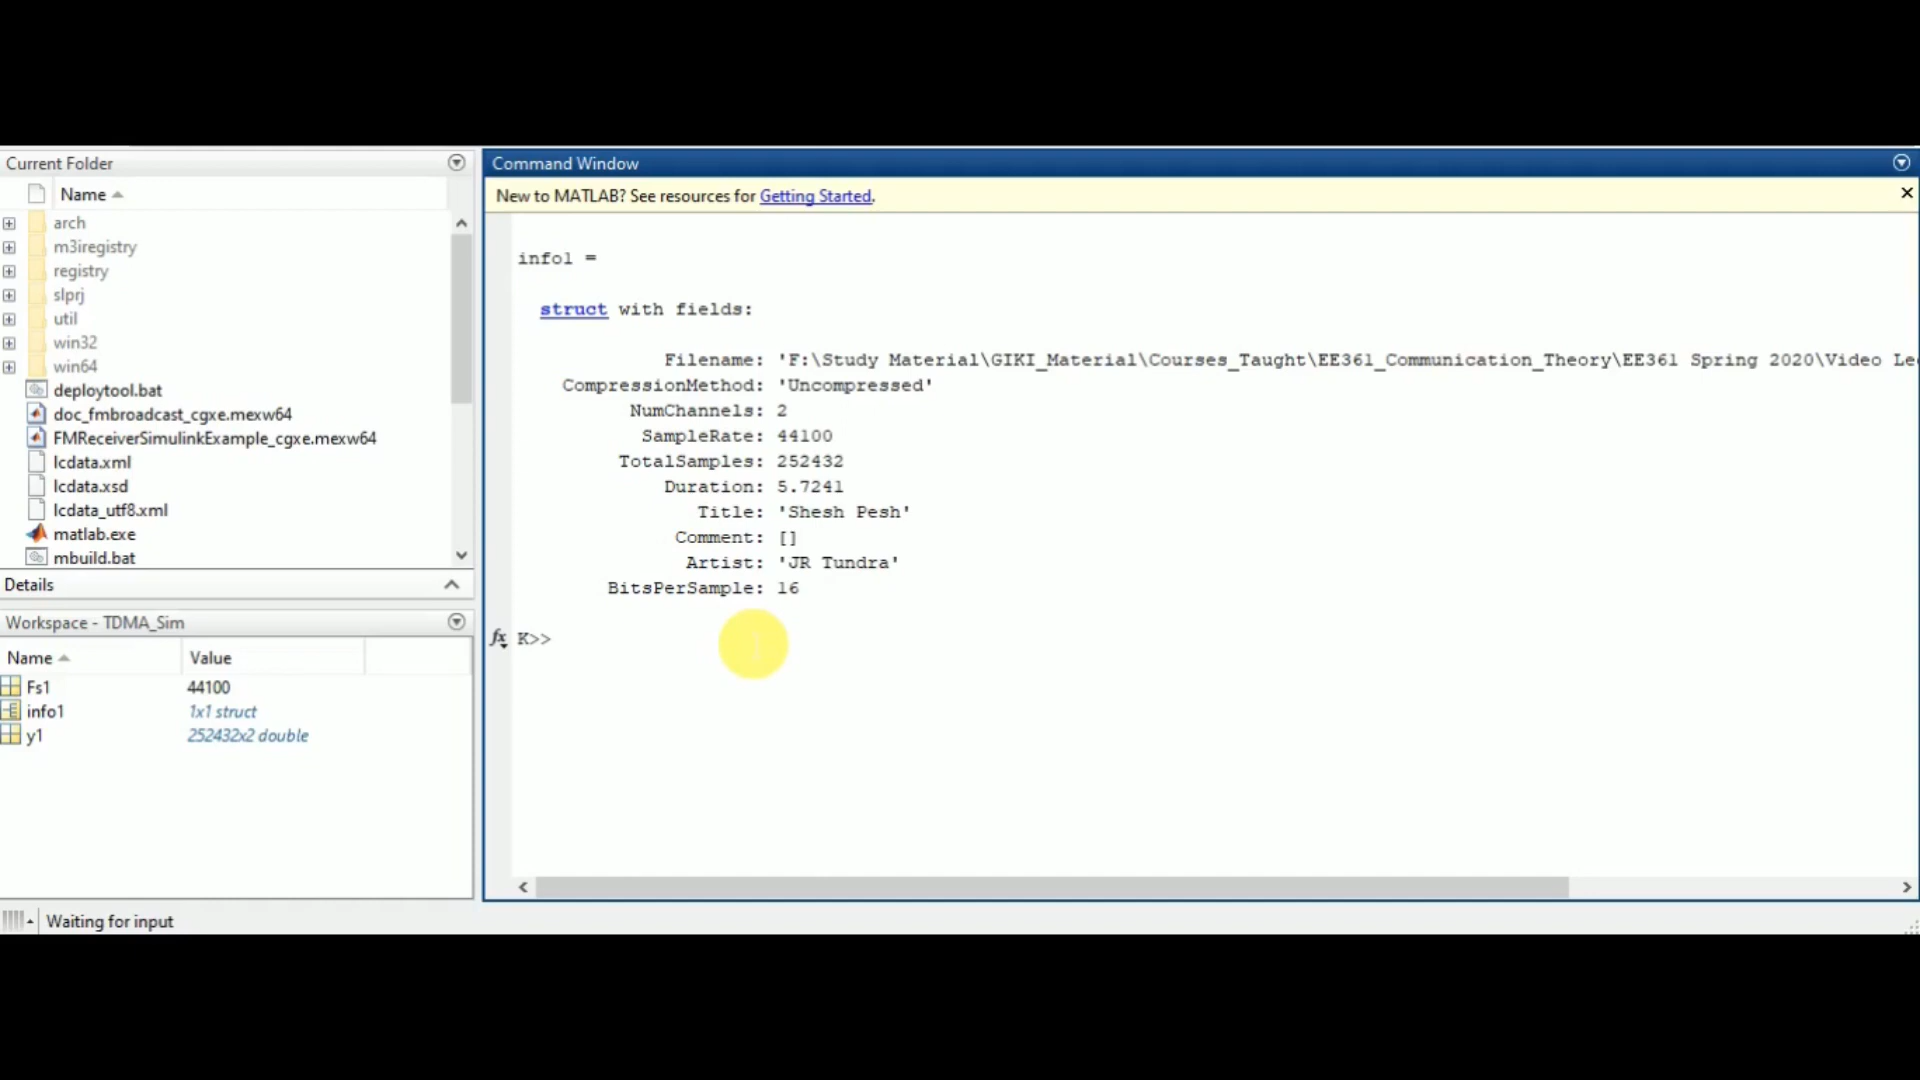 Current Folder
Name
arch
m3iregistry
registry
slprj
util
win32
win64
deploytool.bat
doc_fmbroadcast_cgxe.mexw64
FMReceiverSimulinkExample_cgxe.mexw64
lcdata.xml
lcdata.xsd
lcdata_utf8.xml
matlab.exe
mbuild.bat
Details
Workspace - TDMA_Sim
Name Value
Fs1 44100
info1 1x1 struct
y1 252432x2 double
Waiting for input
Command Window
New to MATLAB? See resources for Getting Started.
info1 =
struct with fields:
Filename: 'F:\Study Material\GIKI_Material\Courses_Taught\EE361_Communication_Theory\EE361 Spring 2020\Video Le
CompressionMethod: 'Uncompressed'
NumChannels: 2
SampleRate: 44100
TotalSamples: 252432
Duration: 5.7241
Title: 'Shesh Pesh'
Comment: []
Artist: 'JR Tundra'
BitsPerSample: 16
fx K>>